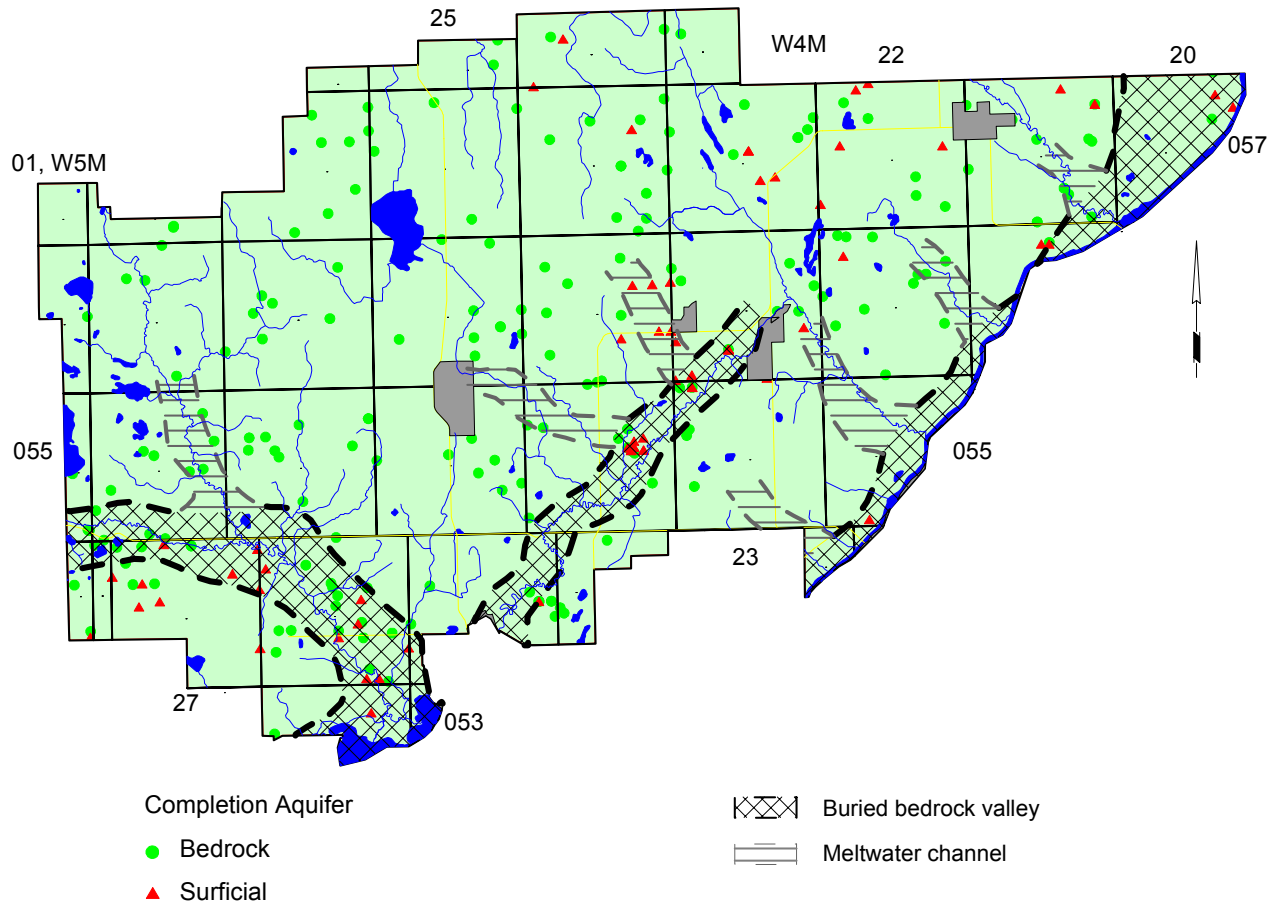 25
W4M
22
20
057
01, W5M
055
055
23
27
053
Completion Aquifer
Bedrock
Surficial
Buried bedrock valley
Meltwater channel